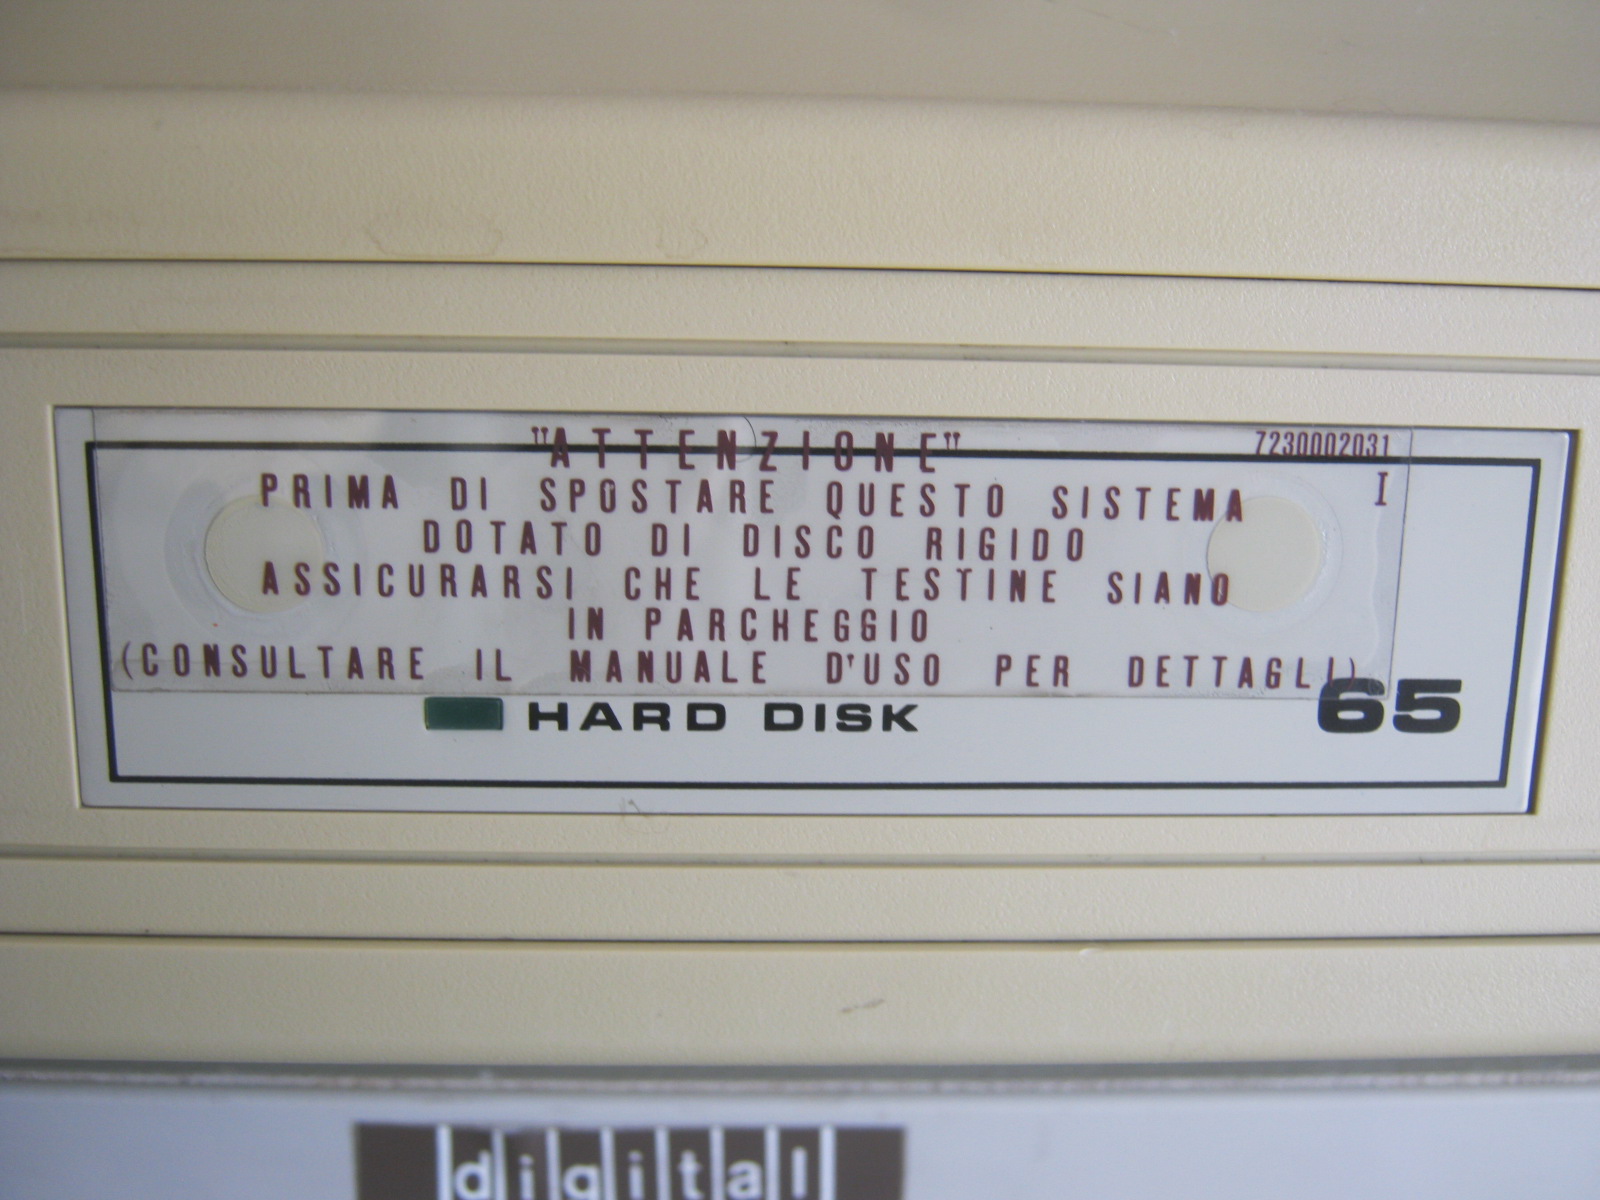 "ATTENZIONE" 7230002031
PRIMA DI SPOSTARE QUESTO SISTEMA I
DOTATO DI DISCO RIGIDO
ASSICURARSI CHE LE TESTINE SIANO
IN PARCHEGGIO
(CONSULTARE IL MANUALE D'USO PER DETTAGLI)
HARD DISK 65
digital